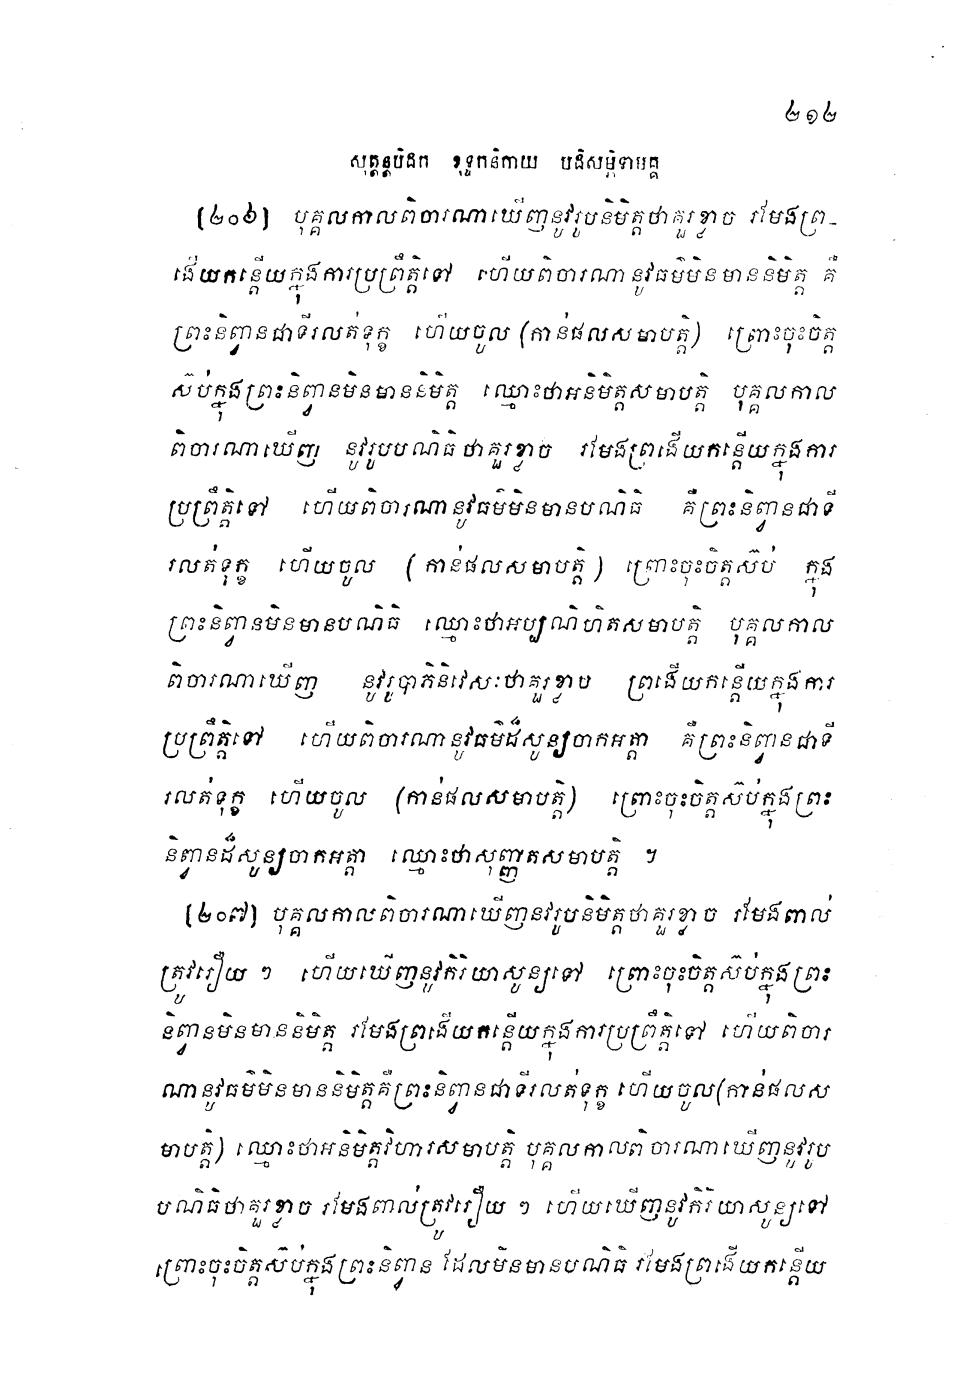 ២១២
សុត្តន្តបិដក ខុទ្ទកនិកាយ បដិសម្ភិទាមគ្គ
(២០៦) បុគ្គលកាលពិចារណាឃើញនូវរូបនិមិត្តថាគួរខ្លាច រមែងព្រ-
ងើយកន្តើយក្នុងការប្រព្រឹត្តិទៅ ហើយពិចារណានូវធម៌មិនមាននិមិត្ត គឺ
ព្រះនិព្វានជាទីរលត់ទុក្ខ ហើយចូល (កាន់ផលសមាបត្តិ) ព្រោះចុះចិត្ត
ស៊ប់ក្នុងព្រះនិព្វានមិនមាននិមិត្ត ឈ្មោះថាអនិមិត្តសមាបត្តិ បុគ្គលកាល
ពិចារណាឃើញ នូវរូបបណិធិថាគួរខ្លាច រមែងព្រងើយកន្តើយក្នុងការ
ប្រព្រឹត្តិទៅ ហើយពិចារណានូវធម៌មិនមានបណិធិ គឺព្រះនិព្វានជាទី
រលត់ទុក្ខ ហើយចូល ( កាន់ផលសមាបត្តិ ) ព្រោះចុះចិត្តស៊ប់ ក្នុង
ព្រះនិព្វានមិនមានបណិធិ ឈ្មោះថាអប្បណិហិតសមាបត្តិ បុគ្គលកាល
ពិចារណាឃើញ នូវរូបាភិនិវេសៈថាគួរខ្លាច ព្រងើយកន្តើយក្នុងការ
ប្រព្រឹត្តិទៅ ហើយពិចារណានូវធម៌ដ៏សូន្យចាកអត្តា គឺព្រះនិព្វានជាទី
រលត់ទុក្ខ ហើយចូល (កាន់ផលសមាបត្តិ) ព្រោះចុះចិត្តស៊ប់ក្នុងព្រះ
និព្វានដ៏សូន្យចាកអត្តា ឈ្មោះថាសុញ្ញតសមាបត្តិ ។
(២០៧) បុគ្គលកាលពិចារណាឃើញនូវរូបនិមិត្តថាគួរខ្លាច រមែងពាល់
ត្រូវរឿយ ៗ ហើយឃើញនូវកិរិយាសូន្យទៅ ព្រោះចុះចិត្តស៊ប់ក្នុងព្រះ
និព្វានមិនមាននិមិត្ត រមែងព្រងើយកន្តើយក្នុងការប្រព្រឹត្តិទៅ ហើយពិចារ
ណានូវធម៌មិនមាននិមិត្តគឺព្រះនិព្វានជាទីរលត់ទុក្ខ ហើយចូល(កាន់ផលស
មាបត្តិ) ឈ្មោះថាអនិមិត្តវិហារសមាបត្តិ បុគ្គលកាលពិចារណាឃើញនូវរូប
បណិធិថាគួរខ្លាច រមែងពាល់ត្រូវរឿយ ៗ ហើយឃើញនូវកិរិយាសូន្យទៅ
ព្រោះចុះចិត្តស៊ប់ក្នុងព្រះនិព្វាន ដែលមិនមានបណិធិ រមែងព្រងើយកន្តើយ